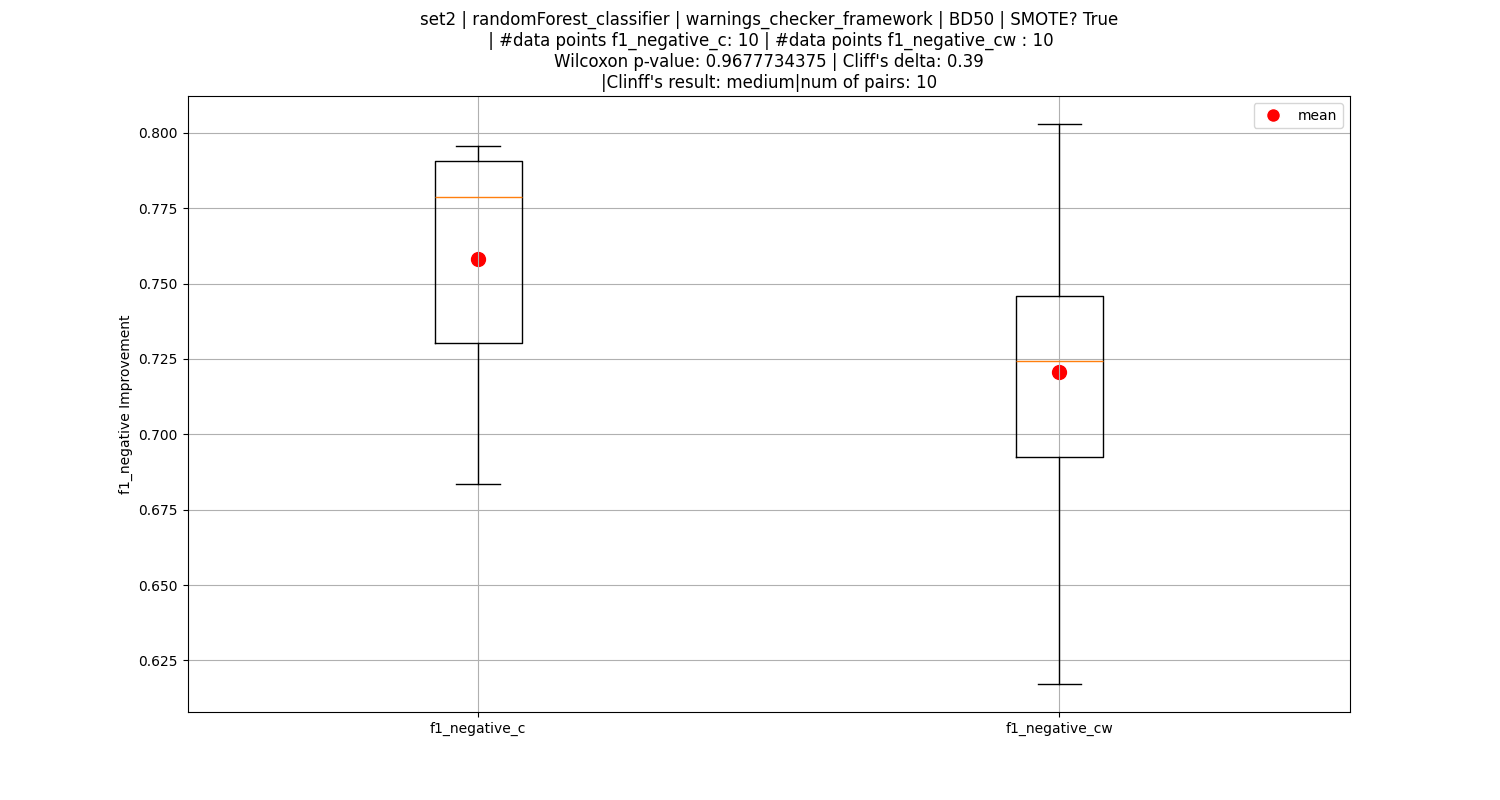 set2 | randomForest_classifier | warnings_checker_framework | BD50 | SMOTE? True
| #data points f1_negative_c: 10 | #data points f1_negative_cw : 10
Wilcoxon p-value: 0.9677734375 | Cliff's delta: 0.39
|Clinff's result: medium|num of pairs: 10
mean
0.800
0.775
0.750
0.725
0.700
0.675
0.650
0.625
f1_negative Improvement
f1_negative_c
f1_negative_cw